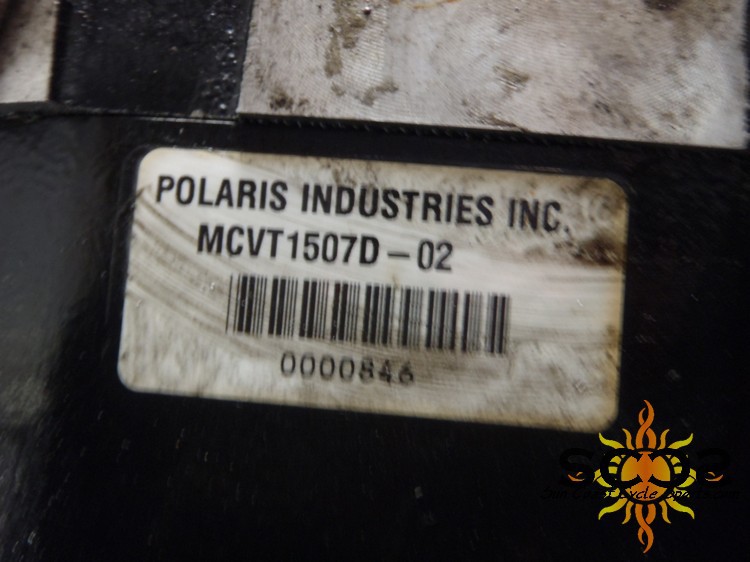 POLARIS INDUSTRIES INC.
MCVT1507D-02
0000846